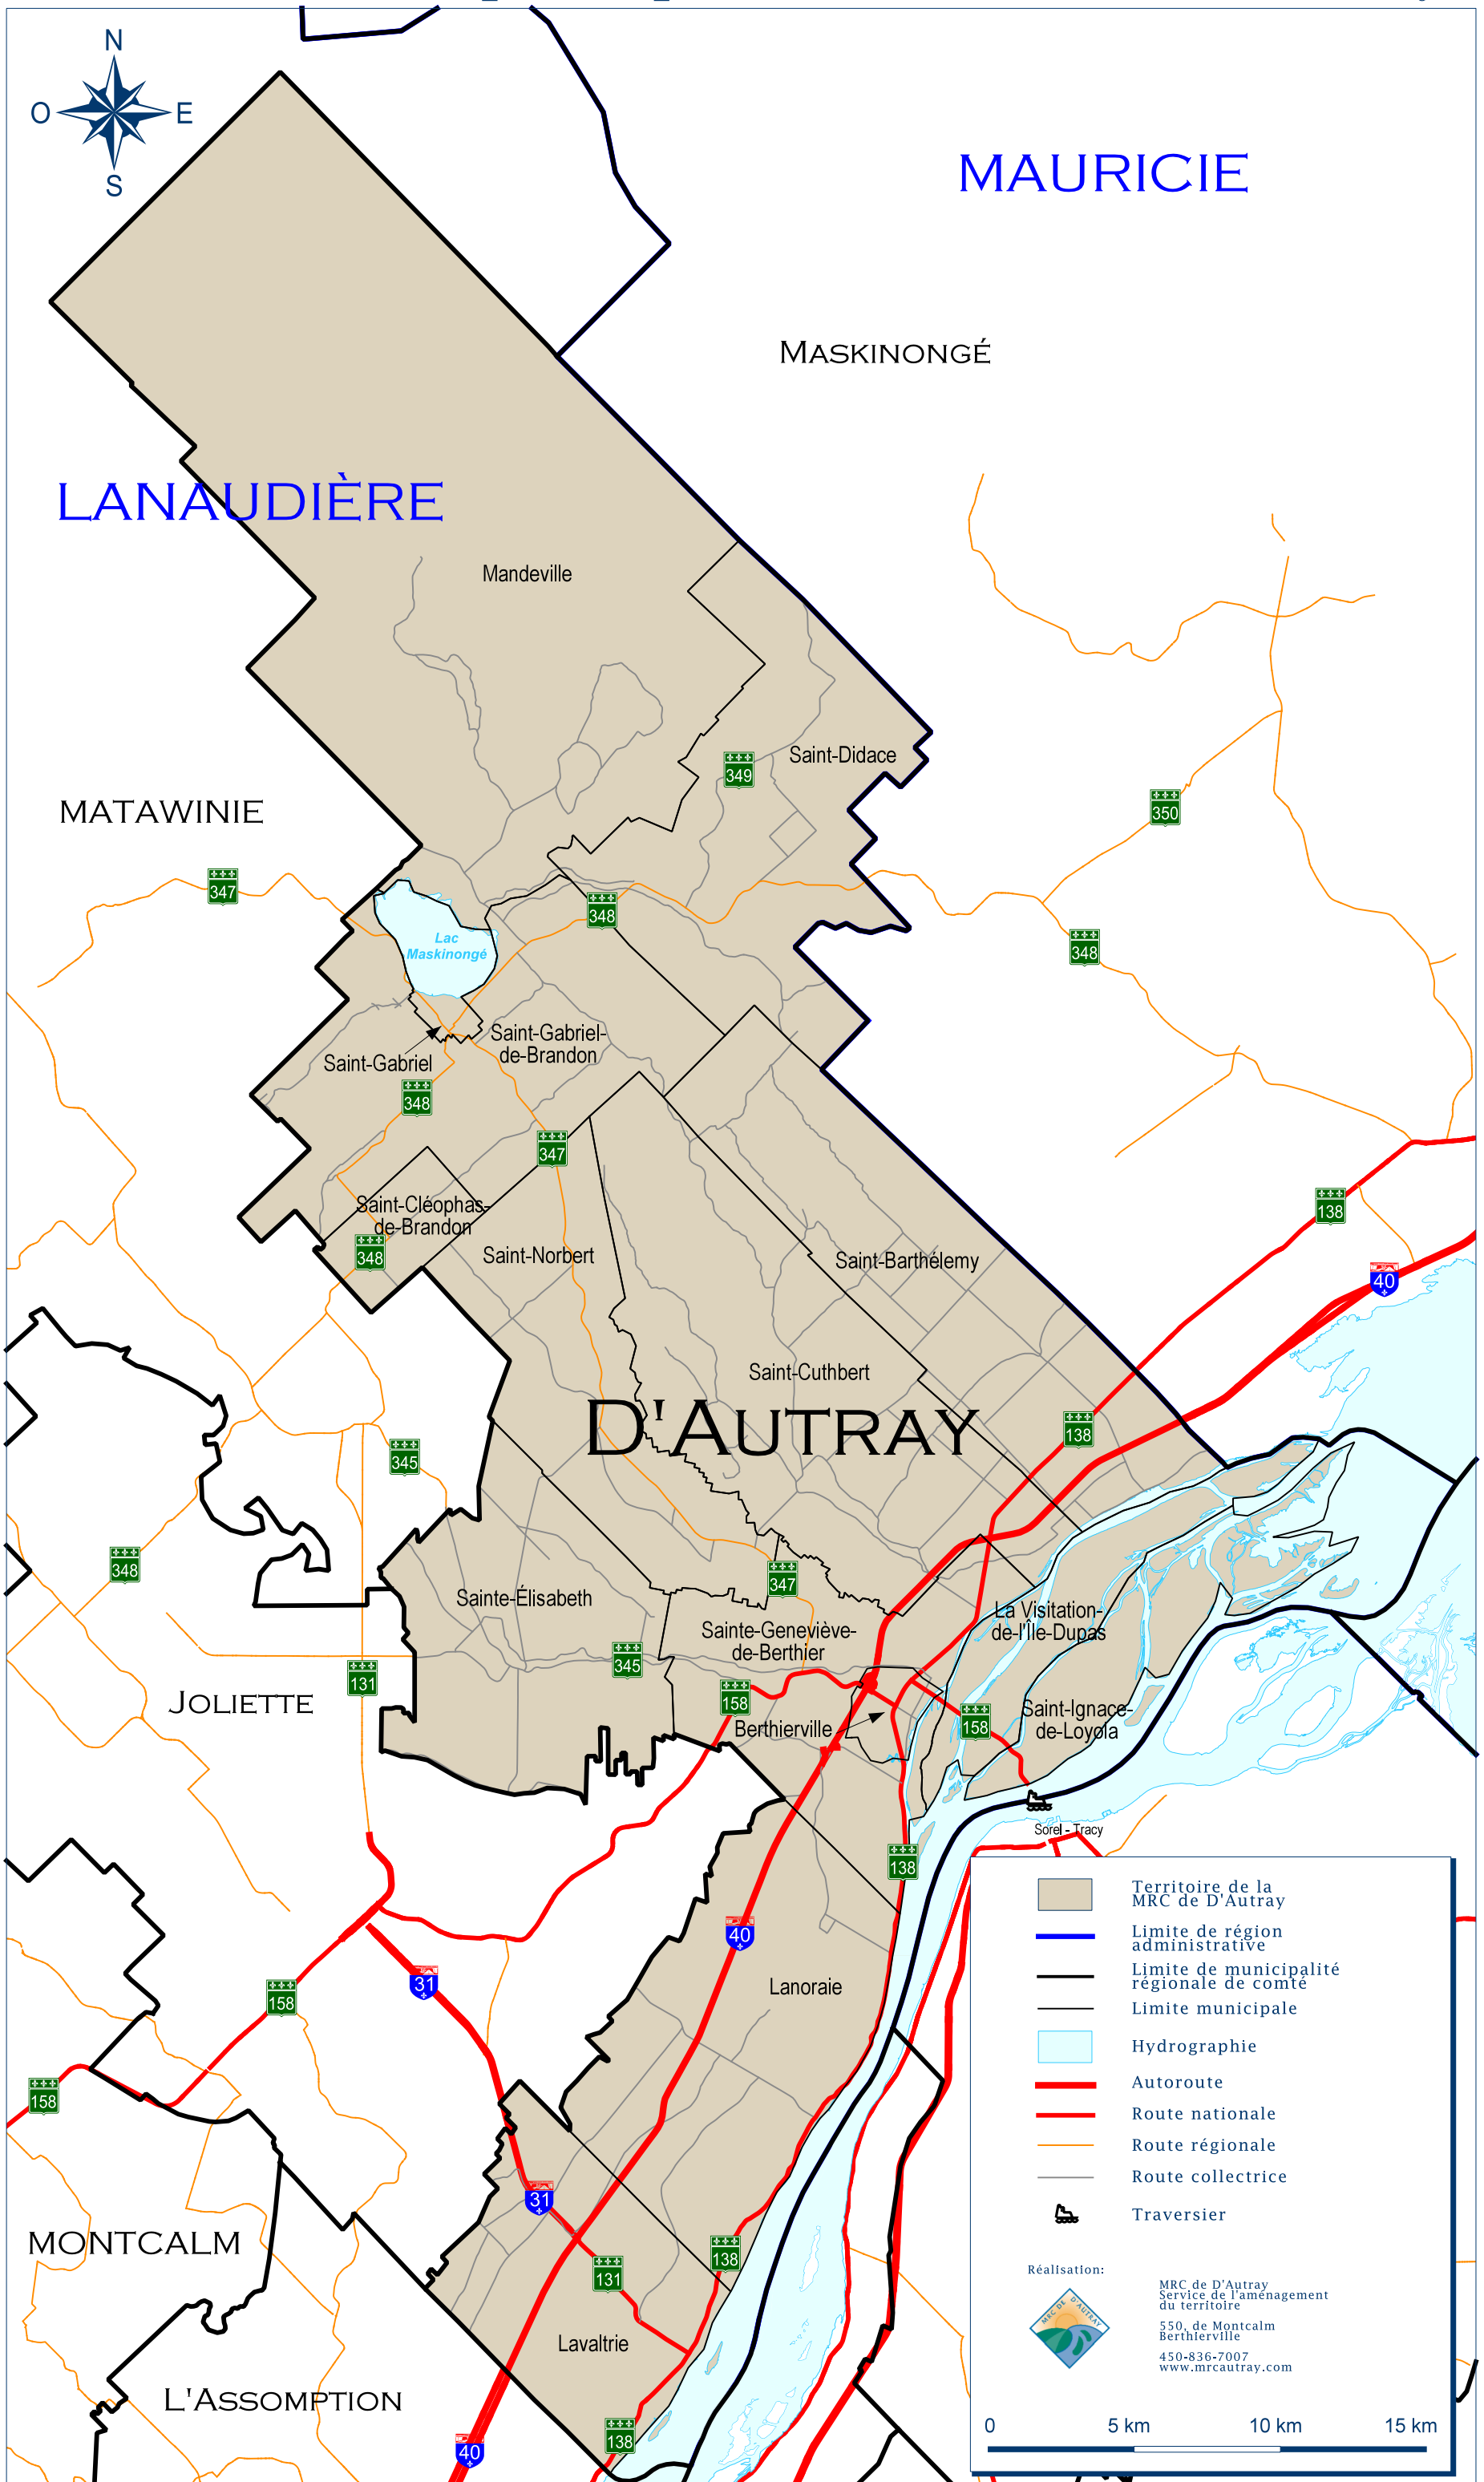 N
O
E
S
MAURICIE
MASKINONGÉ
LANAUDIÈRE
Mandeville
Saint-Didace
349
350
MATAWINIE
347
348
348
Lac
Maskinongé
Saint-Gabriel-
de-Brandon
Saint-Gabriel
348
347
138
Saint-Cléophas-
de-Brandon
348
Saint-Norbert
Saint-Barthélemy
40
Saint-Cuthbert
D'AUTRAY
138
345
348
347
Sainte-Élisabeth
La Visitation-
de-l'Île-Dupas
Sainte-Geneviève-
de-Berthier
345
131
JOLIETTE
158
Berthierville
158
Saint-Ignace-
de-Loyola
Sorel - Tracy
138
40
31
158
Lanoraie
158
31
138
131
MONTCALM
Lavaltrie
L'ASSOMPTION
138
40
Territoire de la
MRC de D'Autray
Limite de région
administrative
Limite de municipalité
régionale de comté
Limite municipale
Hydrographie
Autoroute
Route nationale
Route régionale
Route collectrice
Traversier
Réalisation:
MRC DE D'AUTRAY
MRC de D'Autray
Service de l'aménagement
du territoire
550, de Montcalm
Berthierville
450-836-7007
www.mrcautray.com
0 5 km 10 km 15 km